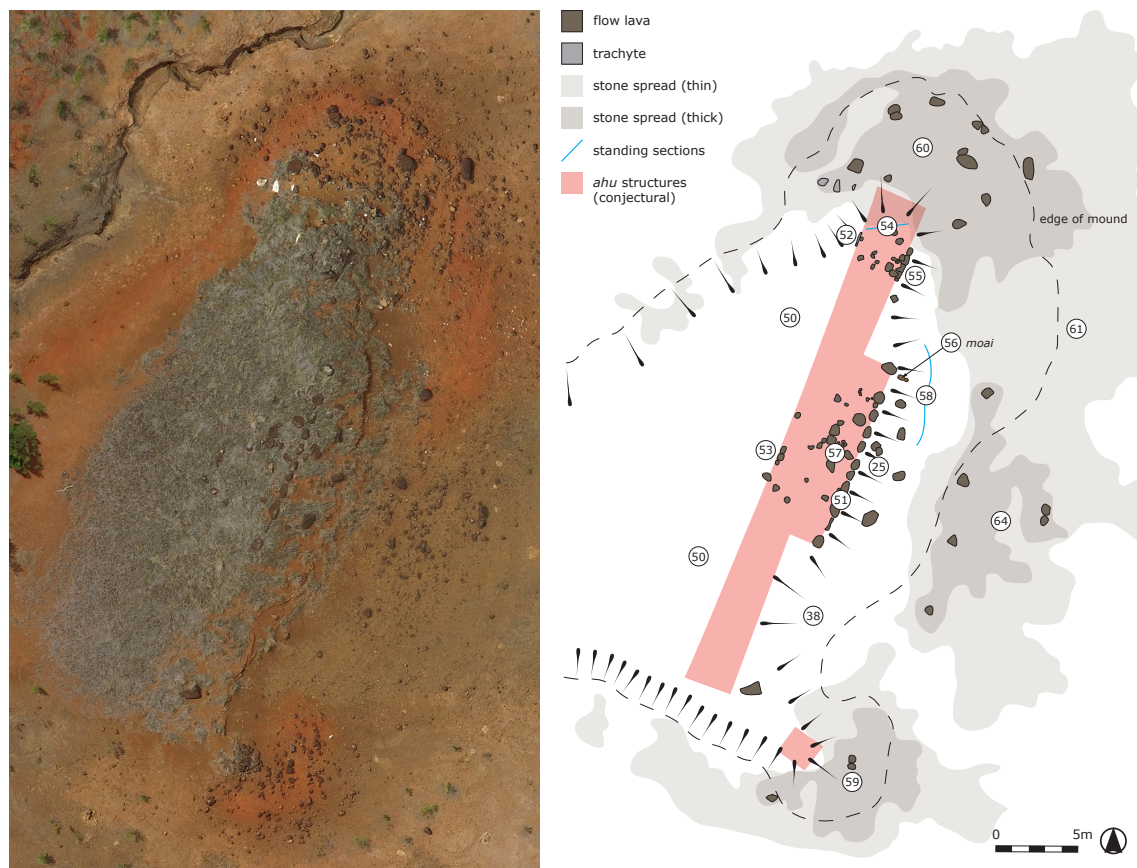 flow lava
trachyte
stone spread (thin)
stone spread (thick)
standing sections
ahu structures
(conjectural)
60
edge of mound
52
54
55
50
61
56 moai
58
53
57
25
51
64
50
38
59
0 5m